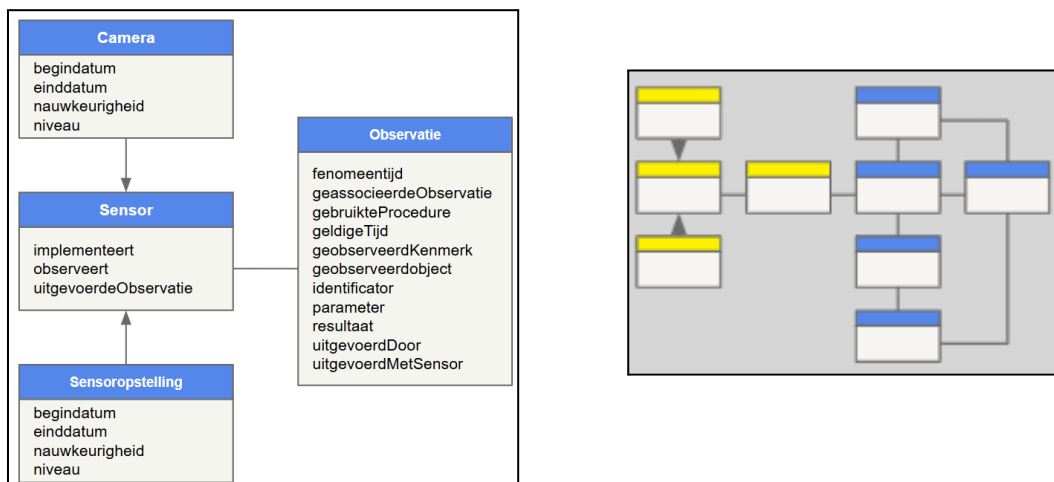 Camera
begindatum
einddatum
nauwkeurigheid
niveau
Sensor
implementeert
observeert
uitgevoerdeObservatie
Sensoropstelling
begindatum
einddatum
nauwkeurigheid
niveau
Observatie
fenomeentijd
geassocieerdeObservatie
gebruikteProcedure
geldigeTijd
geobserveerdKenmerk
geobserveerdobject
identificator
parameter
resultaat
uitgevoerdDoor
uitgevoerdMetSensor